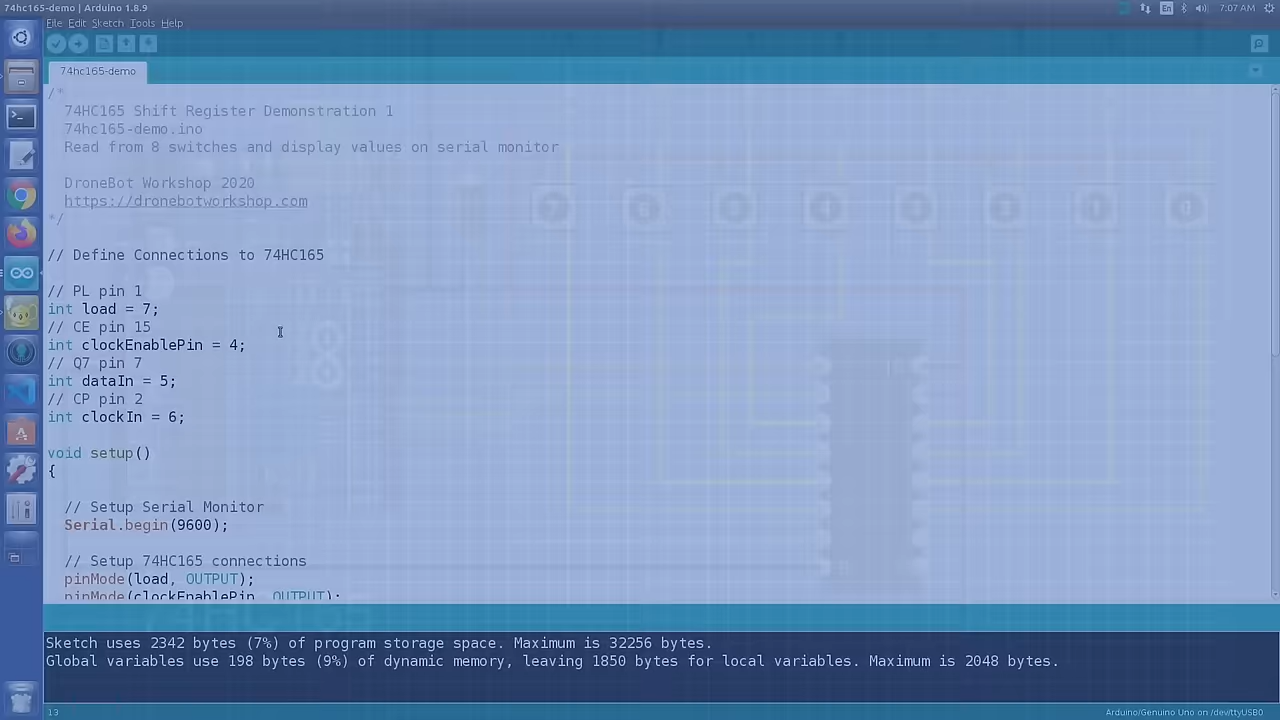 74hc165-demo | Arduino 1.8.9
En
7:07 AM
File Edit Sketch Tools Help
74hc165-demo
/*
74HC165 Shift Register Demonstration 1
74hc165-demo.ino
Read from 8 switches and display values on serial monitor
DroneBot Workshop 2020
https://dronebotworkshop.com
*/
// Define Connections to 74HC165
// PL pin 1
int load = 7;
// CE pin 15
int clockEnablePin = 4;
// Q7 pin 7
int dataIn = 5;
// CP pin 2
int clockIn = 6;
void setup()
{
// Setup Serial Monitor
Serial.begin(9600);
// Setup 74HC165 connections
pinMode(load, OUTPUT);
pinMode(clockEnablePin, OUTPUT);
Sketch uses 2342 bytes (7%) of program storage space. Maximum is 32256 bytes.
Global variables use 198 bytes (9%) of dynamic memory, leaving 1850 bytes for local variables. Maximum is 2048 bytes.
13
Arduino/Genuino Uno on /dev/ttyUSB0